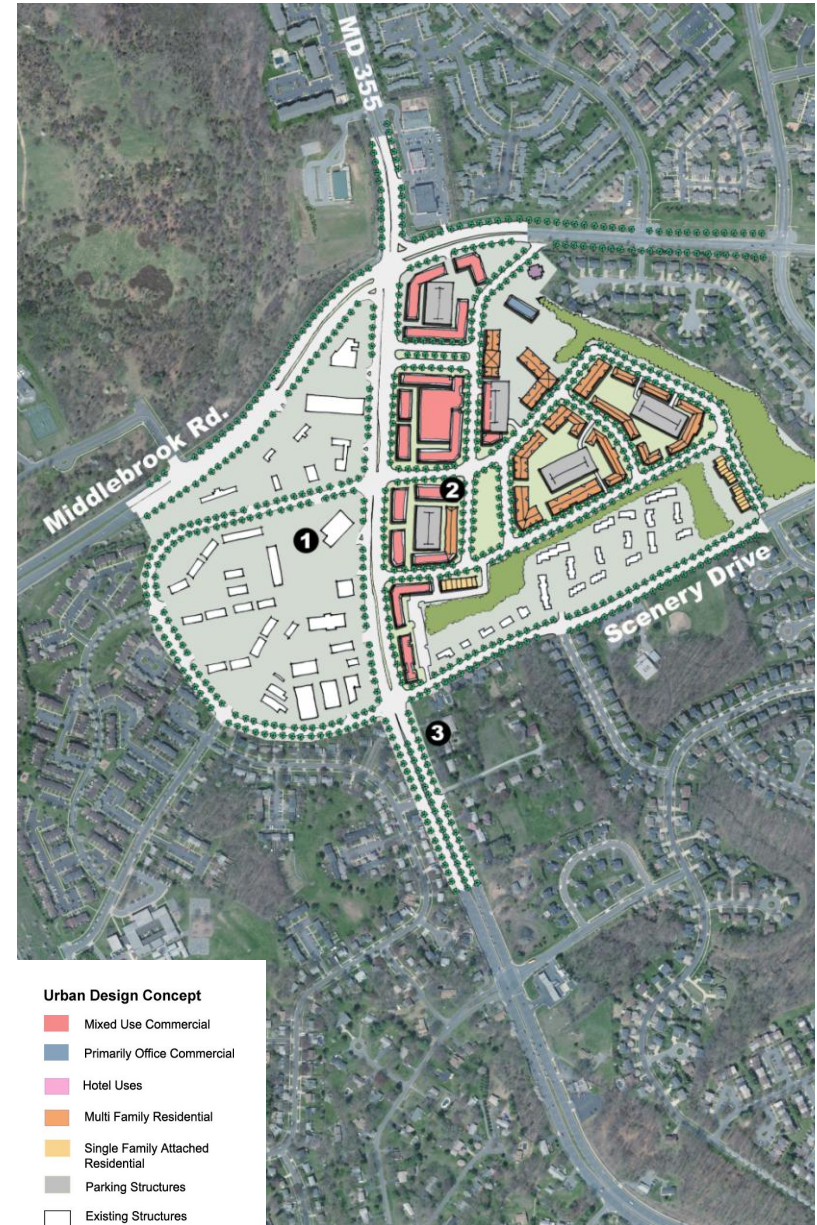 MD 355
Middlebrook Rd.
1
2
Scenery Drive
3
Urban Design Concept
Mixed Use Commercial
Primarily Office Commercial
Hotel Uses
Multi Family Residential
Single Family Attached
Residential
Parking Structures
Existing Structures